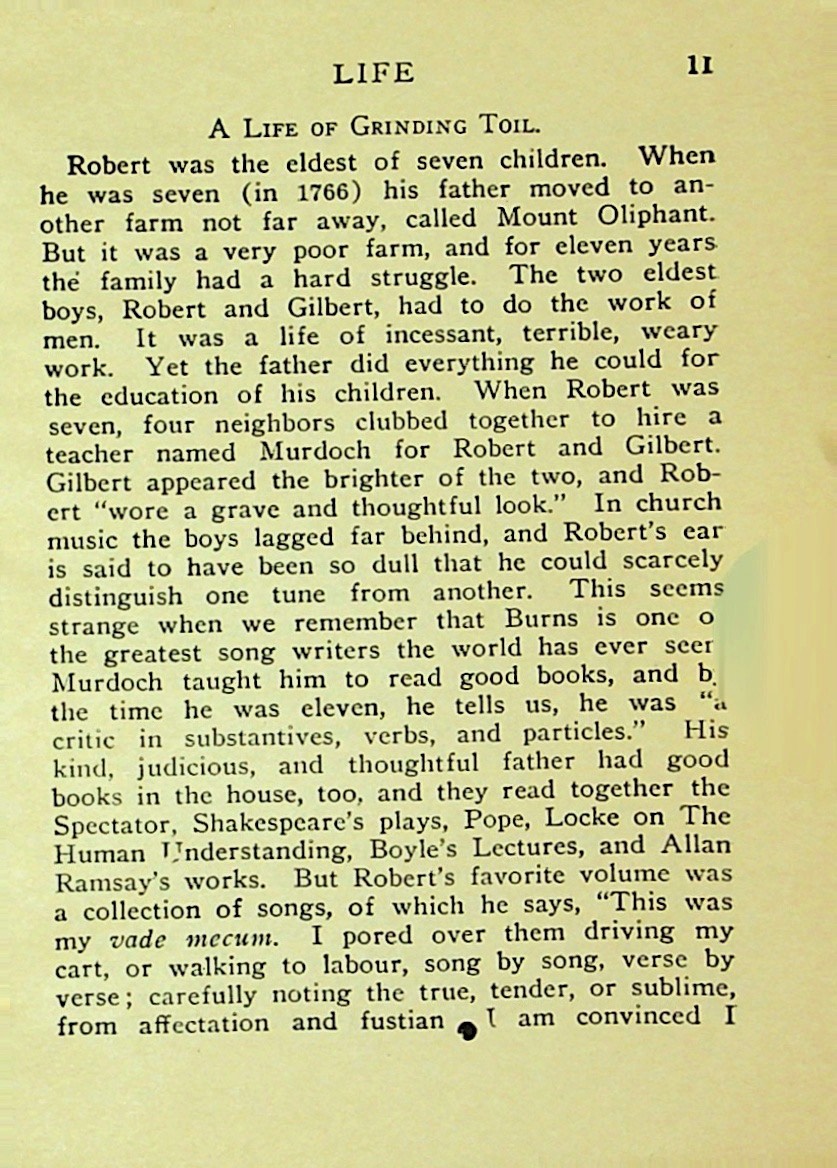 LIFE 11
A LIFE OF GRINDING TOIL.
Robert was the eldest of seven children. When
he was seven (in 1766) his father moved to an-
other farm not far away, called Mount Oliphant.
But it was a very poor farm, and for eleven years
the family had a hard struggle. The two eldest
boys, Robert and Gilbert, had to do the work of
men. It was a life of incessant, terrible, weary
work. Yet the father did everything he could for
the education of his children. When Robert was
seven, four neighbors clubbed together to hire a
teacher named Murdoch for Robert and Gilbert.
Gilbert appeared the brighter of the two, and Rob-
ert "wore a grave and thoughtful look." In church
music the boys lagged far behind, and Robert's ear
is said to have been so dull that he could scarcely
distinguish one tune from another. This seems
strange when we remember that Burns is one o
the greatest song writers the world has ever
Murdoch taught him to read good books, and
the time he was eleven, he tells us, he was "a
critic in substantives, verbs, and particles." His
kind, judicious, and thoughtful father had good
books in the house, too, and they read together the
Spectator, Shakespeare's plays, Pope, Locke on The
Human Understanding, Boyle's Lectures, and Allan
Ramsay's works. But Robert's favorite volume was
a collection of songs, of which he says, "This was
my vade mecum. I pored over them driving my
cart, or walking to labour, song by song, verse by
verse; carefully noting the true, tender, or sublime,
from affectation and fustian I am convinced I